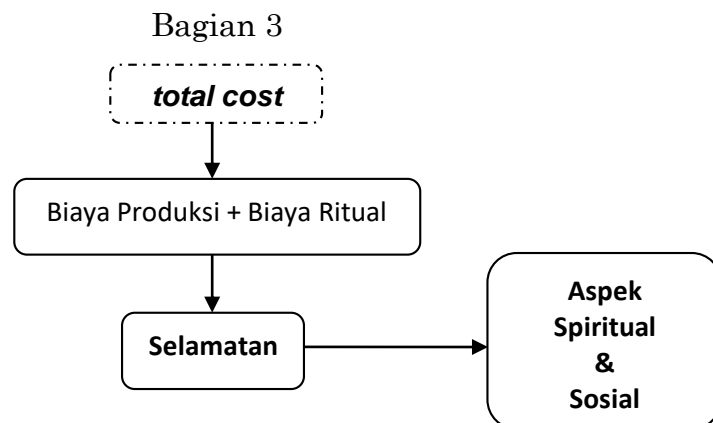 Bagian 3
total cost
Biaya Produksi + Biaya Ritual
Selamatan
Aspek
Spiritual
&
Sosial